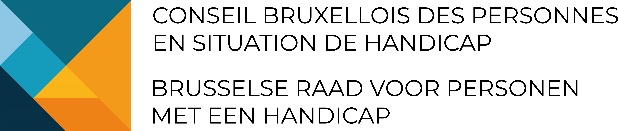 CONSEIL BRUXELLOIS DES PERSONNES
EN SITUATION DE HANDICAP
BRUSSELSE RAAD VOOR PERSONEN
MET EEN HANDICAP